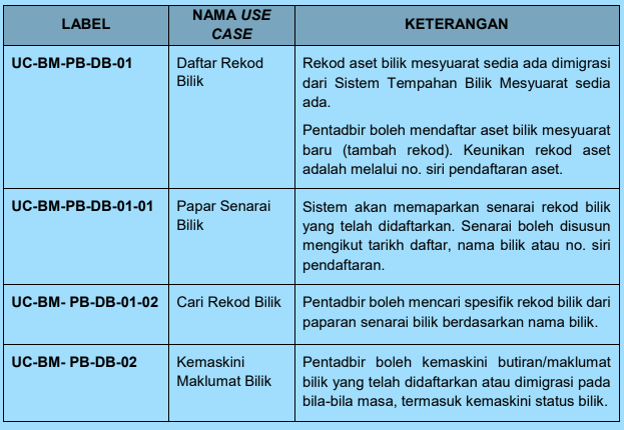 LABEL
NAMA USE
CASE
KETERANGAN
UC-BM-PB-DB-01
Daftar Rekod
Bilik
Rekod aset bilik mesyuarat sedia ada dimigrasi
dari Sistem Tempahan Bilik Mesyuarat sedia
ada.
Pentadbir boleh mendaftar aset bilik mesyuarat
baru (tambah rekod). Keunikan rekod aset
adalah melalui no. siri pendaftaran aset.
UC-BM-PB-DB-01-01
Papar Senarai
Bilik
Sistem akan memaparkan senarai rekod bilik
yang telah didaftarkan. Senarai boleh disusun
mengikut tarikh daftar, nama bilik atau no. siri
pendaftaran.
UC-BM- PB-DB-01-02
Cari Rekod Bilik
Pentadbir boleh mencari spesifik rekod bilik dari
paparan senarai bilik berdasarkan nama bilik.
UC-BM- PB-DB-02
Kemaskini
Maklumat Bilik
Pentadbir boleh kemaskini butiran/maklumat
bilik yang telah didaftarkan atau dimigrasi pada
bila-bila masa, termasuk kemaskini status bilik.